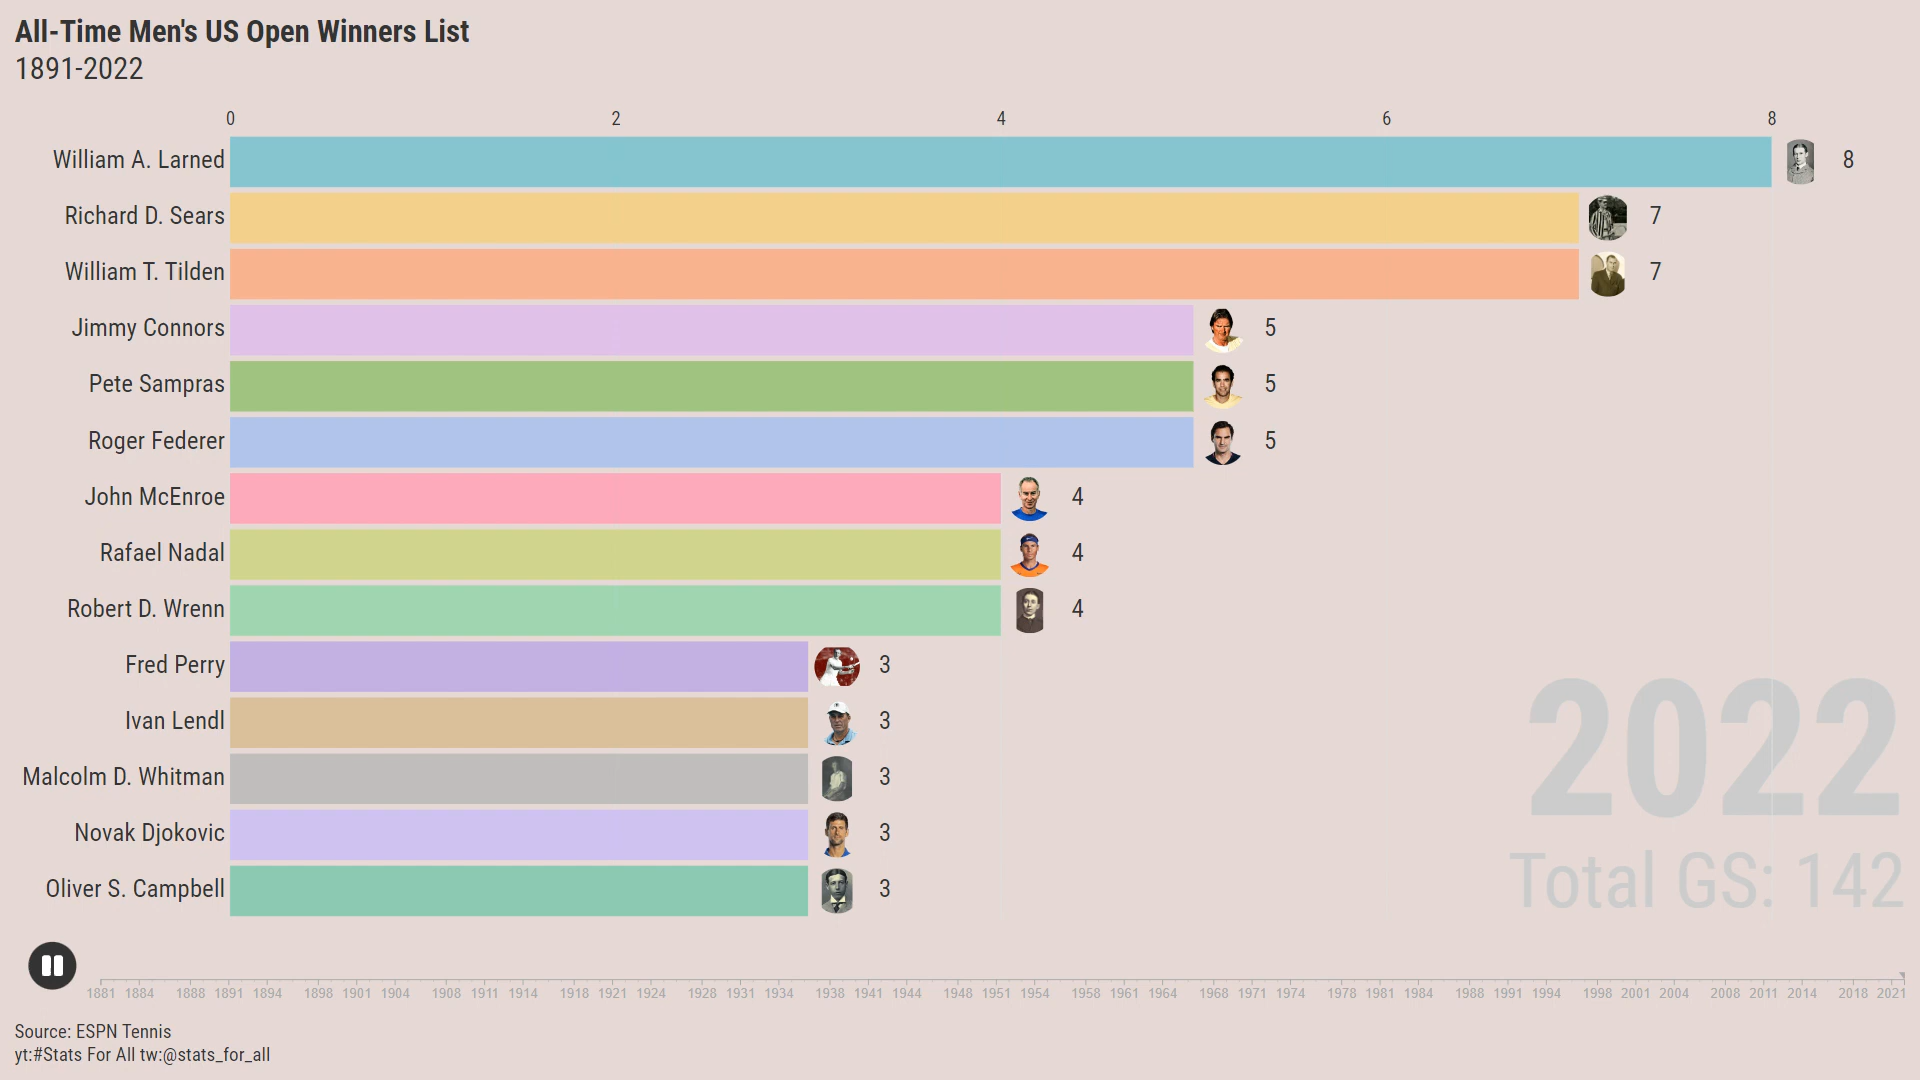 All-Time Men's US Open Winners List
1891-2022
0 2 4 6 8
William A. Larned 8
Richard D. Sears 7
William T. Tilden 7
Jimmy Connors 5
Pete Sampras 5
Roger Federer 5
John McEnroe 4
Rafael Nadal 4
Robert D. Wrenn 4
Fred Perry 3
Ivan Lendl 3
Malcolm D. Whitman 3
Novak Djokovic 3
Oliver S. Campbell 3
2022
Total GS: 142
1881 1884 1888 1891 1894 1898 1901 1904 1908 1911 1914 1918 1921 1924 1928 1931 1934 1938 1941 1944 1948 1951 1954 1958 1961 1964 1968 1971 1974 1978 1981 1984 1988 1991 1994 1998 2001 2004 2008 2011 2014 2018 2021
Source: ESPN Tennis
yt:#Stats For All tw:@stats_for_all